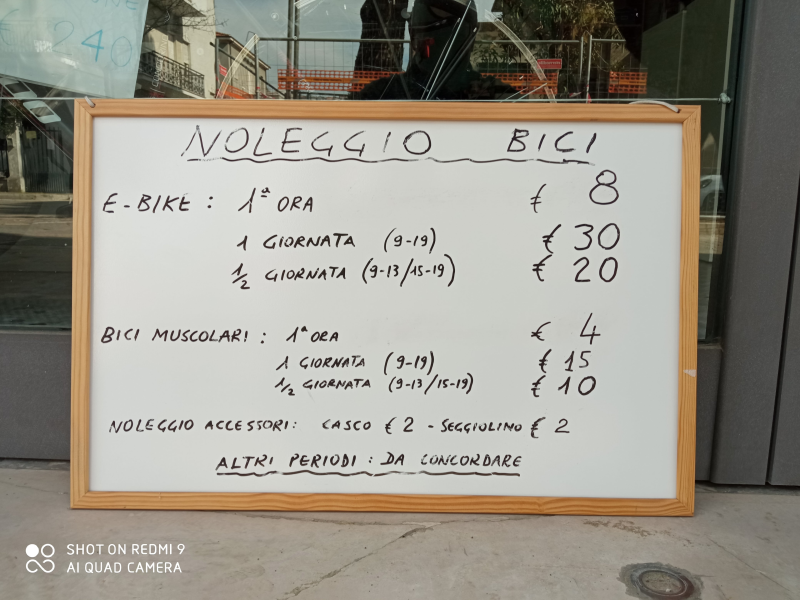 € 240
NOLEGGIO BICI
E-BIKE : 1ª ORA € 8
1 GIORNATA (9-19) € 30
1/2 GIORNATA (9-13/15-19) € 20
BICI MUSCOLARI : 1ª ORA € 4
1 GIORNATA (9-19) € 15
1/2 GIORNATA (9-13/15-19) € 10
NOLEGGIO ACCESSORI: CASCO € 2 - SEGGIOLINO € 2
ALTRI PERIODI : DA CONCORDARE
SHOT ON REDMI 9
AI QUAD CAMERA